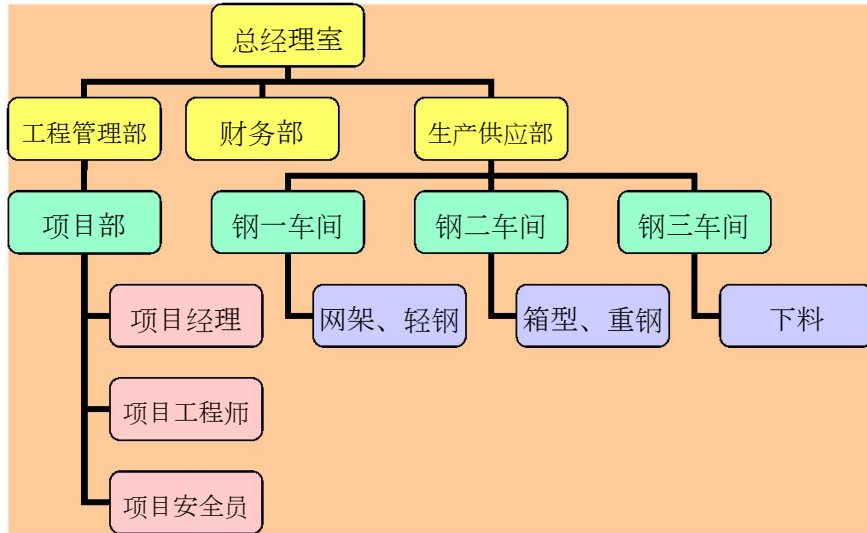 总经理室
工程管理部
财务部
生产供应部
项目部
钢一车间
钢二车间
钢三车间
项目经理
网架、轻钢
箱型、重钢
下料
项目工程师
项目安全员